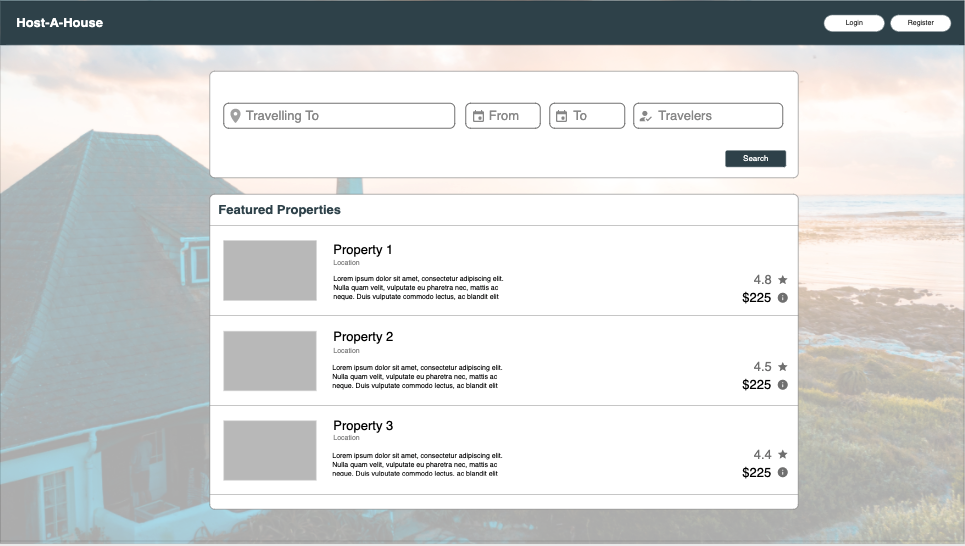 Host-A-House
Login
Register
Travelling To
From
To
Travelers
Search
Featured Properties
Property 1
Location
Lorem ipsum dolor sit amet, consectetur adipiscing elit.
Nulla quam velit, vulputate eu pharetra nec, mattis ac
neque. Duis vulputate commodo lectus, ac blandit elit
4.8
$225
Property 2
Location
Lorem ipsum dolor sit amet, consectetur adipiscing elit.
Nulla quam velit, vulputate eu pharetra nec, mattis ac
neque. Duis vulputate commodo lectus, ac blandit elit
4.5
$225
Property 3
Location
Lorem ipsum dolor sit amet, consectetur adipiscing elit.
Nulla quam velit, vulputate eu pharetra nec, mattis ac
neque. Duis vulputate commodo lectus, ac blandit elit
4.4
$225